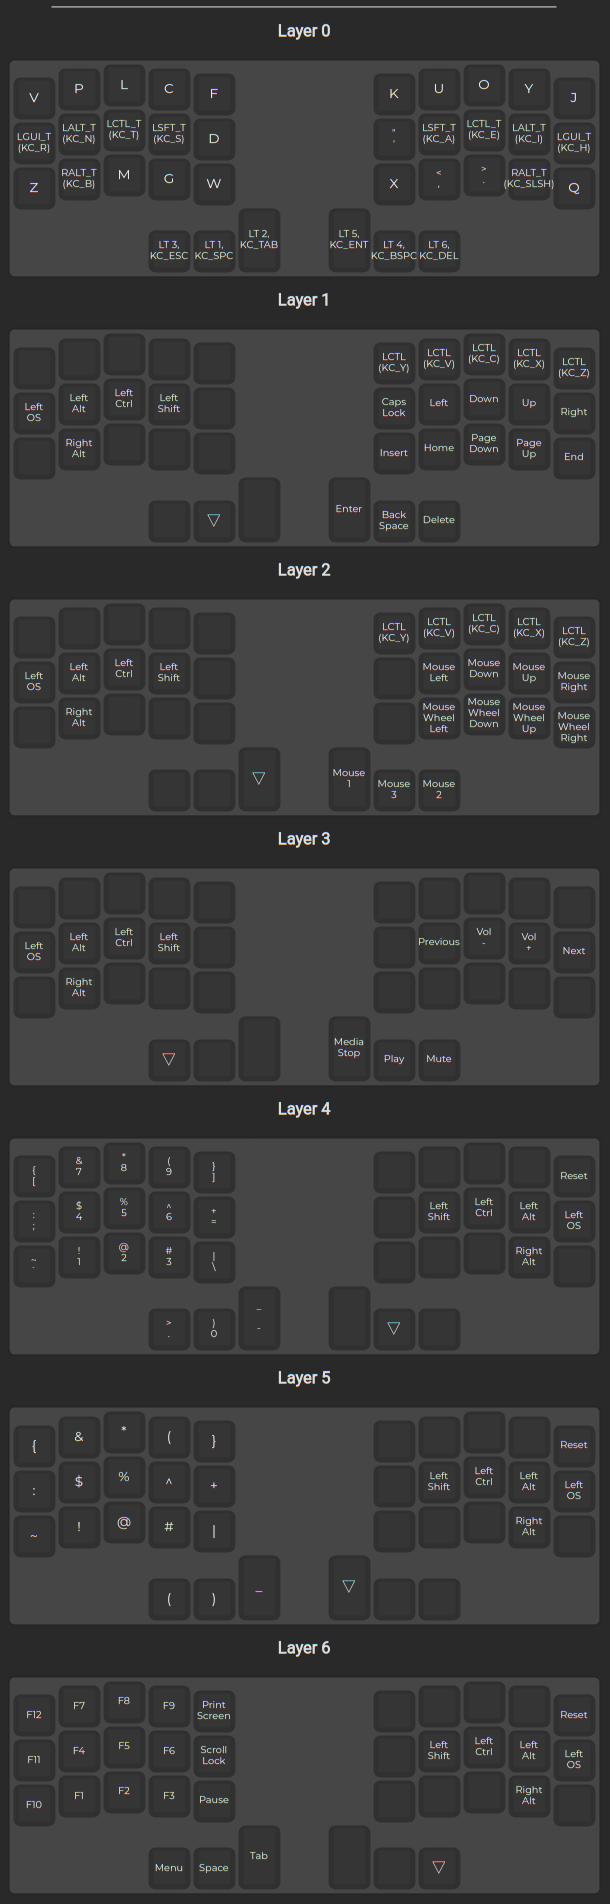 Layer 0
V P L C F K U O Y J
LGUI_T (KC_R) LALT_T (KC_N) LCTL_T (KC_T) LSFT_T (KC_S) D " ' LSFT_T (KC_A) LCTL_T (KC_E) LALT_T (KC_I) LGUI_T (KC_H)
Z RALT_T (KC_B) M G W X < , > . RALT_T (KC_SLSH) Q
LT 3, KC_ESC LT 1, KC_SPC LT 2, KC_TAB LT 5, KC_ENT LT 4, KC_BSPC LT 6, KC_DEL
Layer 1
LCTL (KC_Y) LCTL (KC_V) LCTL (KC_C) LCTL (KC_X) LCTL (KC_Z)
Left OS Left Alt Left Ctrl Left Shift Caps Lock Left Down Up Right
Right Alt Insert Home Page Down Page Up End
▽ Enter Back Space Delete
Layer 2
LCTL (KC_Y) LCTL (KC_V) LCTL (KC_C) LCTL (KC_X) LCTL (KC_Z)
Left OS Left Alt Left Ctrl Left Shift Mouse Left Mouse Down Mouse Up Mouse Right
Right Alt Mouse Wheel Left Mouse Wheel Down Mouse Wheel Up Mouse Wheel Right
▽ Mouse 1 Mouse 3 Mouse 2
Layer 3
Left OS Left Alt Left Ctrl Left Shift Previous Vol - Vol + Next
Right Alt
▽ Media Stop Play Mute
Layer 4
{ [ & 7 * 8 ( 9 } ] Reset
: ; $ 4 % 5 ^ 6 + = Left Shift Left Ctrl Left Alt Left OS
~ ` ! 1 @ 2 # 3 | \ Right Alt
> . ) 0 _ - ▽
Layer 5
{ & * ( } Reset
: $ % ^ + Left Shift Left Ctrl Left Alt Left OS
~ ! @ # | Right Alt
( ) _ ▽
Layer 6
F12 F7 F8 F9 Print Screen Reset
F11 F4 F5 F6 Scroll Lock Left Shift Left Ctrl Left Alt Left OS
F10 F1 F2 F3 Pause Right Alt
Menu Space Tab ▽